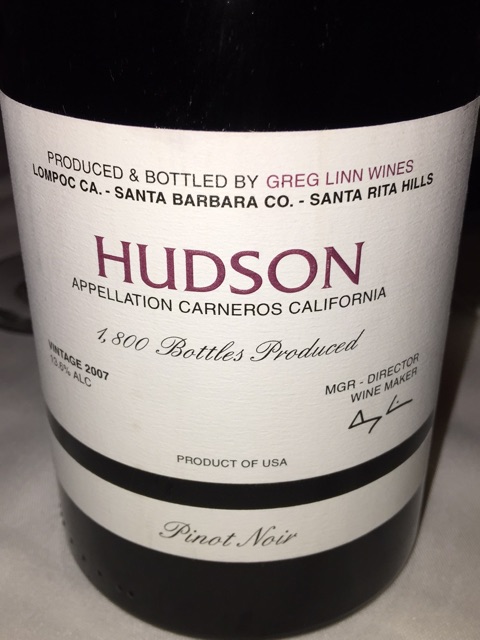 PRODUCED & BOTTLED BY GREG LINN WINES
LOMPOC CA. - SANTA BARBARA CO. - SANTA RITA HILLS
HUDSON
APPELLATION CARNEROS CALIFORNIA
1,800 Bottles Produced
VINTAGE 2007
13.6% ALC
MGR - DIRECTOR
WINE MAKER
PRODUCT OF USA
Pinot Noir